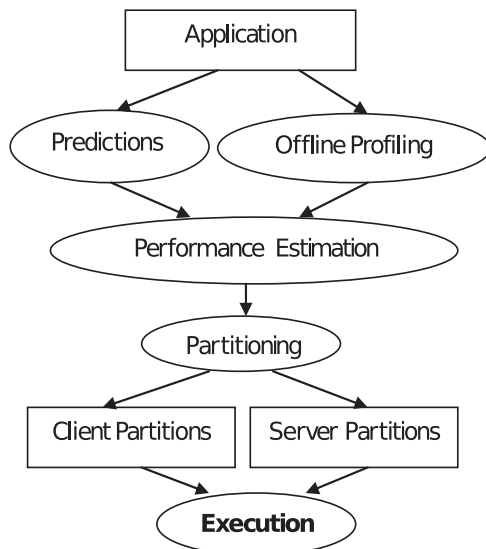 Application
Predictions
Offline Profiling
Performance Estimation
Partitioning
Client Partitions
Server Partitions
Execution